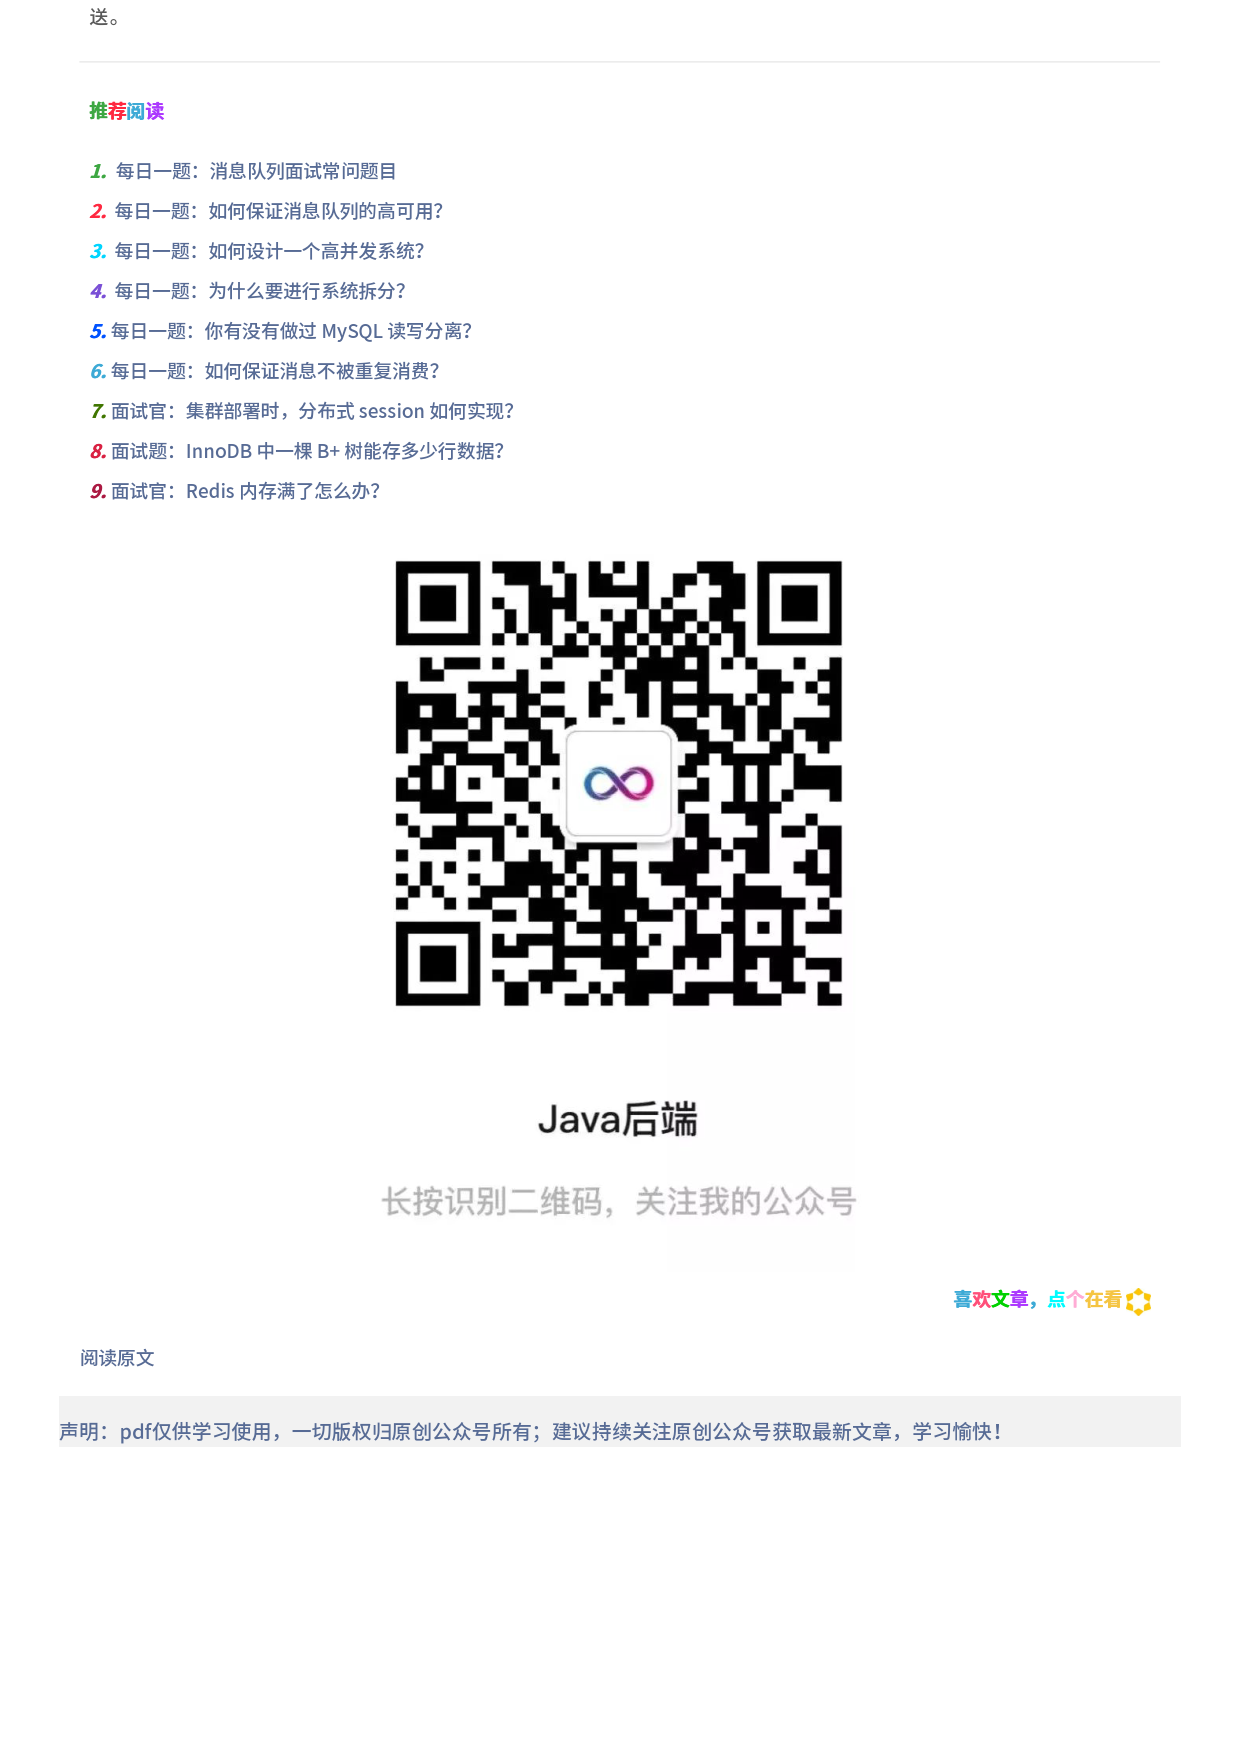 送。
推荐阅读
1. 每日一题：消息队列面试常问题目
2. 每日一题：如何保证消息队列的高可用？
3. 每日一题：如何设计一个高并发系统？
4. 每日一题：为什么要进行系统拆分？
5. 每日一题：你有没有做过 MySQL 读写分离？
6. 每日一题：如何保证消息不被重复消费？
7. 面试官：集群部署时，分布式 session 如何实现？
8. 面试题：InnoDB 中一棵 B+ 树能存多少行数据？
9. 面试官：Redis 内存满了怎么办？
Java后端
长按识别二维码，关注我的公众号
喜欢文章，点个在看
阅读原文
声明：pdf仅供学习使用，一切版权归原创公众号所有；建议持续关注原创公众号获取最新文章，学习愉快！